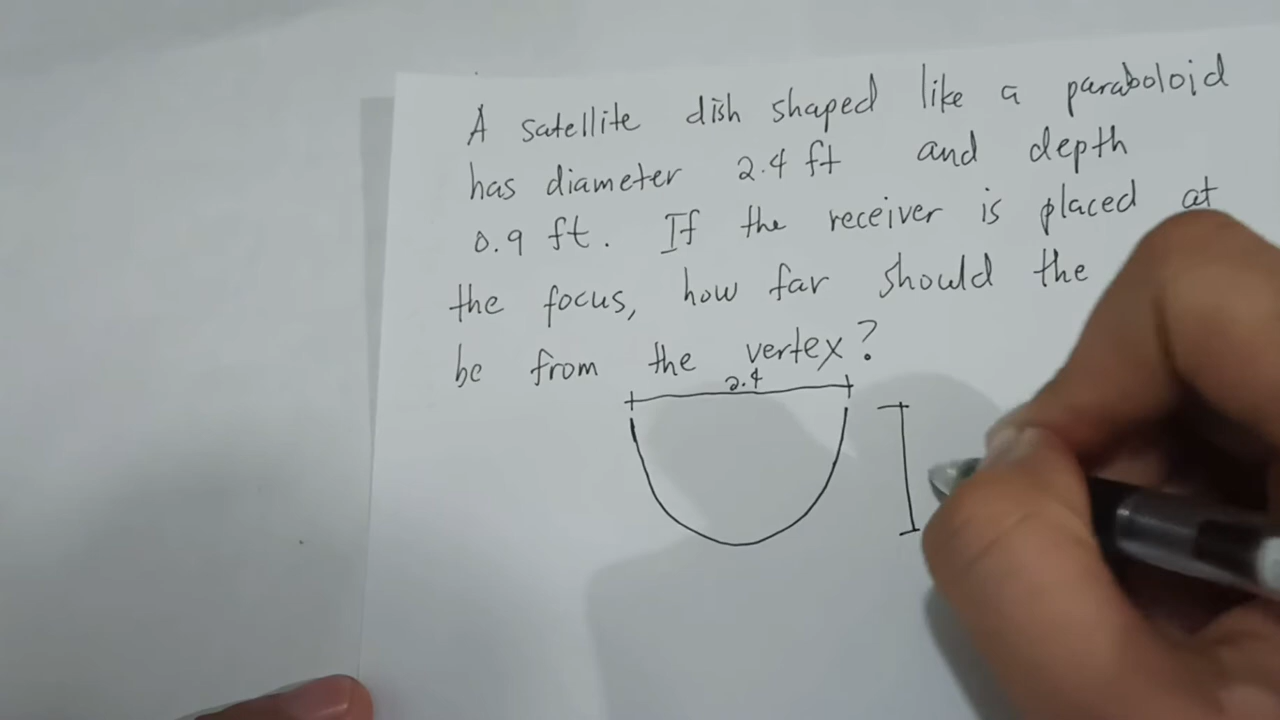 A satellite dish shaped like a paraboloid
has diameter 2.4 ft and depth
0.9 ft. If the receiver is placed at
the focus, how far should the
be from the vertex?
2.4